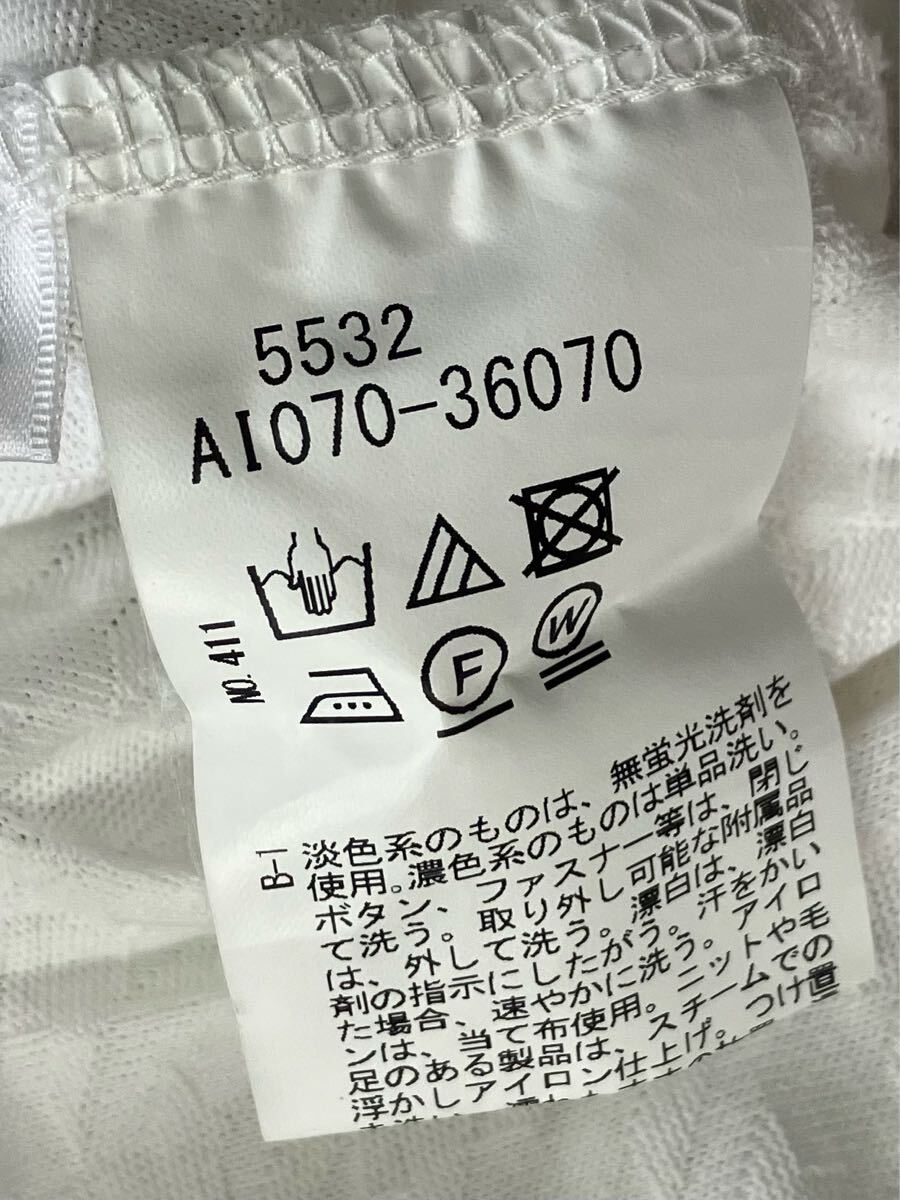 5532
AI070-36070
NO.411
F
W
B-1
淡色系のものは、無蛍光洗剤を
使用。濃色系のものは単品洗い。
ボタン、ファスナー等は、閉じ
て洗う。取り外し可能な附属品
は、外して洗う。漂白は、漂白
剤の指示にしたがう。汗をかい
た場合、速やかに洗う。アイロ
ンは、当て布使用。ニットや毛
足のある製品は、スチームでの
浮かしアイロン仕上げ。つけ置